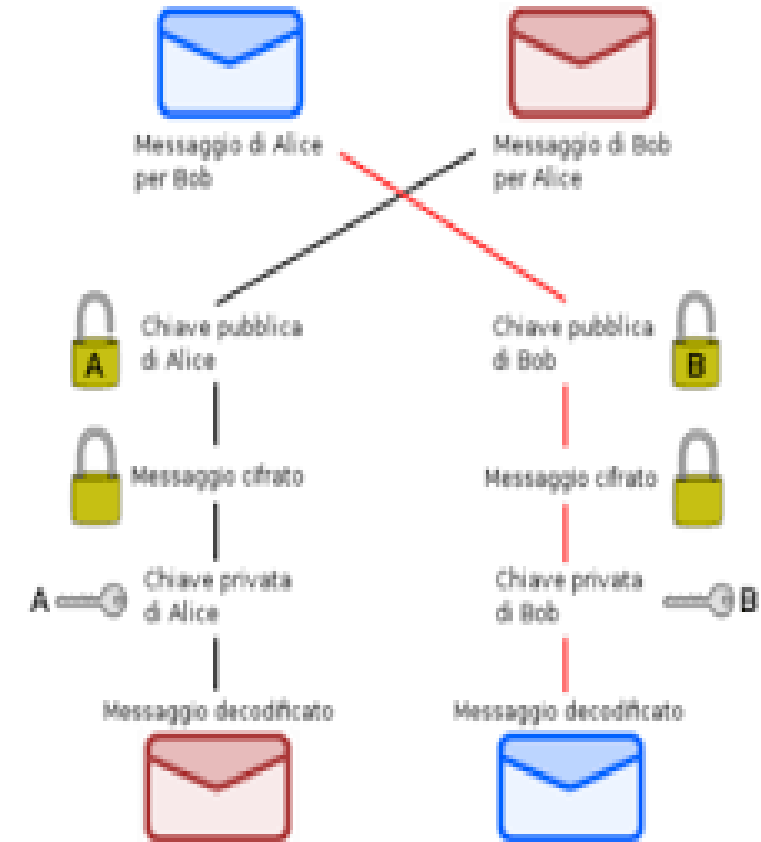 Messaggio di Alice
per Bob
Messaggio di Bob
per Alice
Chiave pubblica
di Alice
A
Chiave pubblica
di Bob
B
Messaggio cifrato
Messaggio cifrato
A
Chiave privata
di Alice
Chiave privata
di Bob
B
Messaggio decodificato
Messaggio decodificato